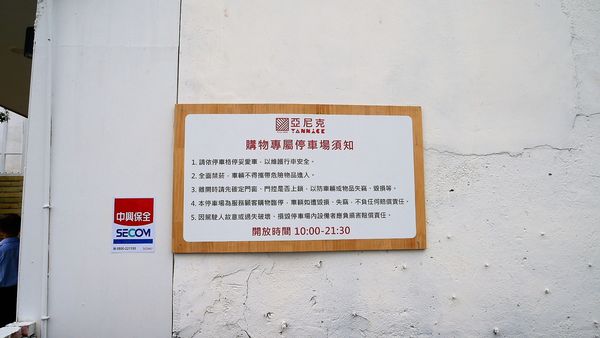 亞尼克
YANNICK
購物專屬停車場須知
1. 請依停車格停妥愛車，以維護行車安全。
2. 全面禁菸，車輛不得攜帶危險物品進入。
3. 離開時請先確定門窗、門控是否上鎖，以防車輛或物品失竊、毀損等。
4. 本停車場為服務顧客購物臨停，車輛如遭毀損、失竊，不負任何賠償責任。
5. 因駕駛人故意或過失破壞、損毀停車場內設備者應負損害賠償責任。
開放時間 10:00-21:30
中興保全
SECOM